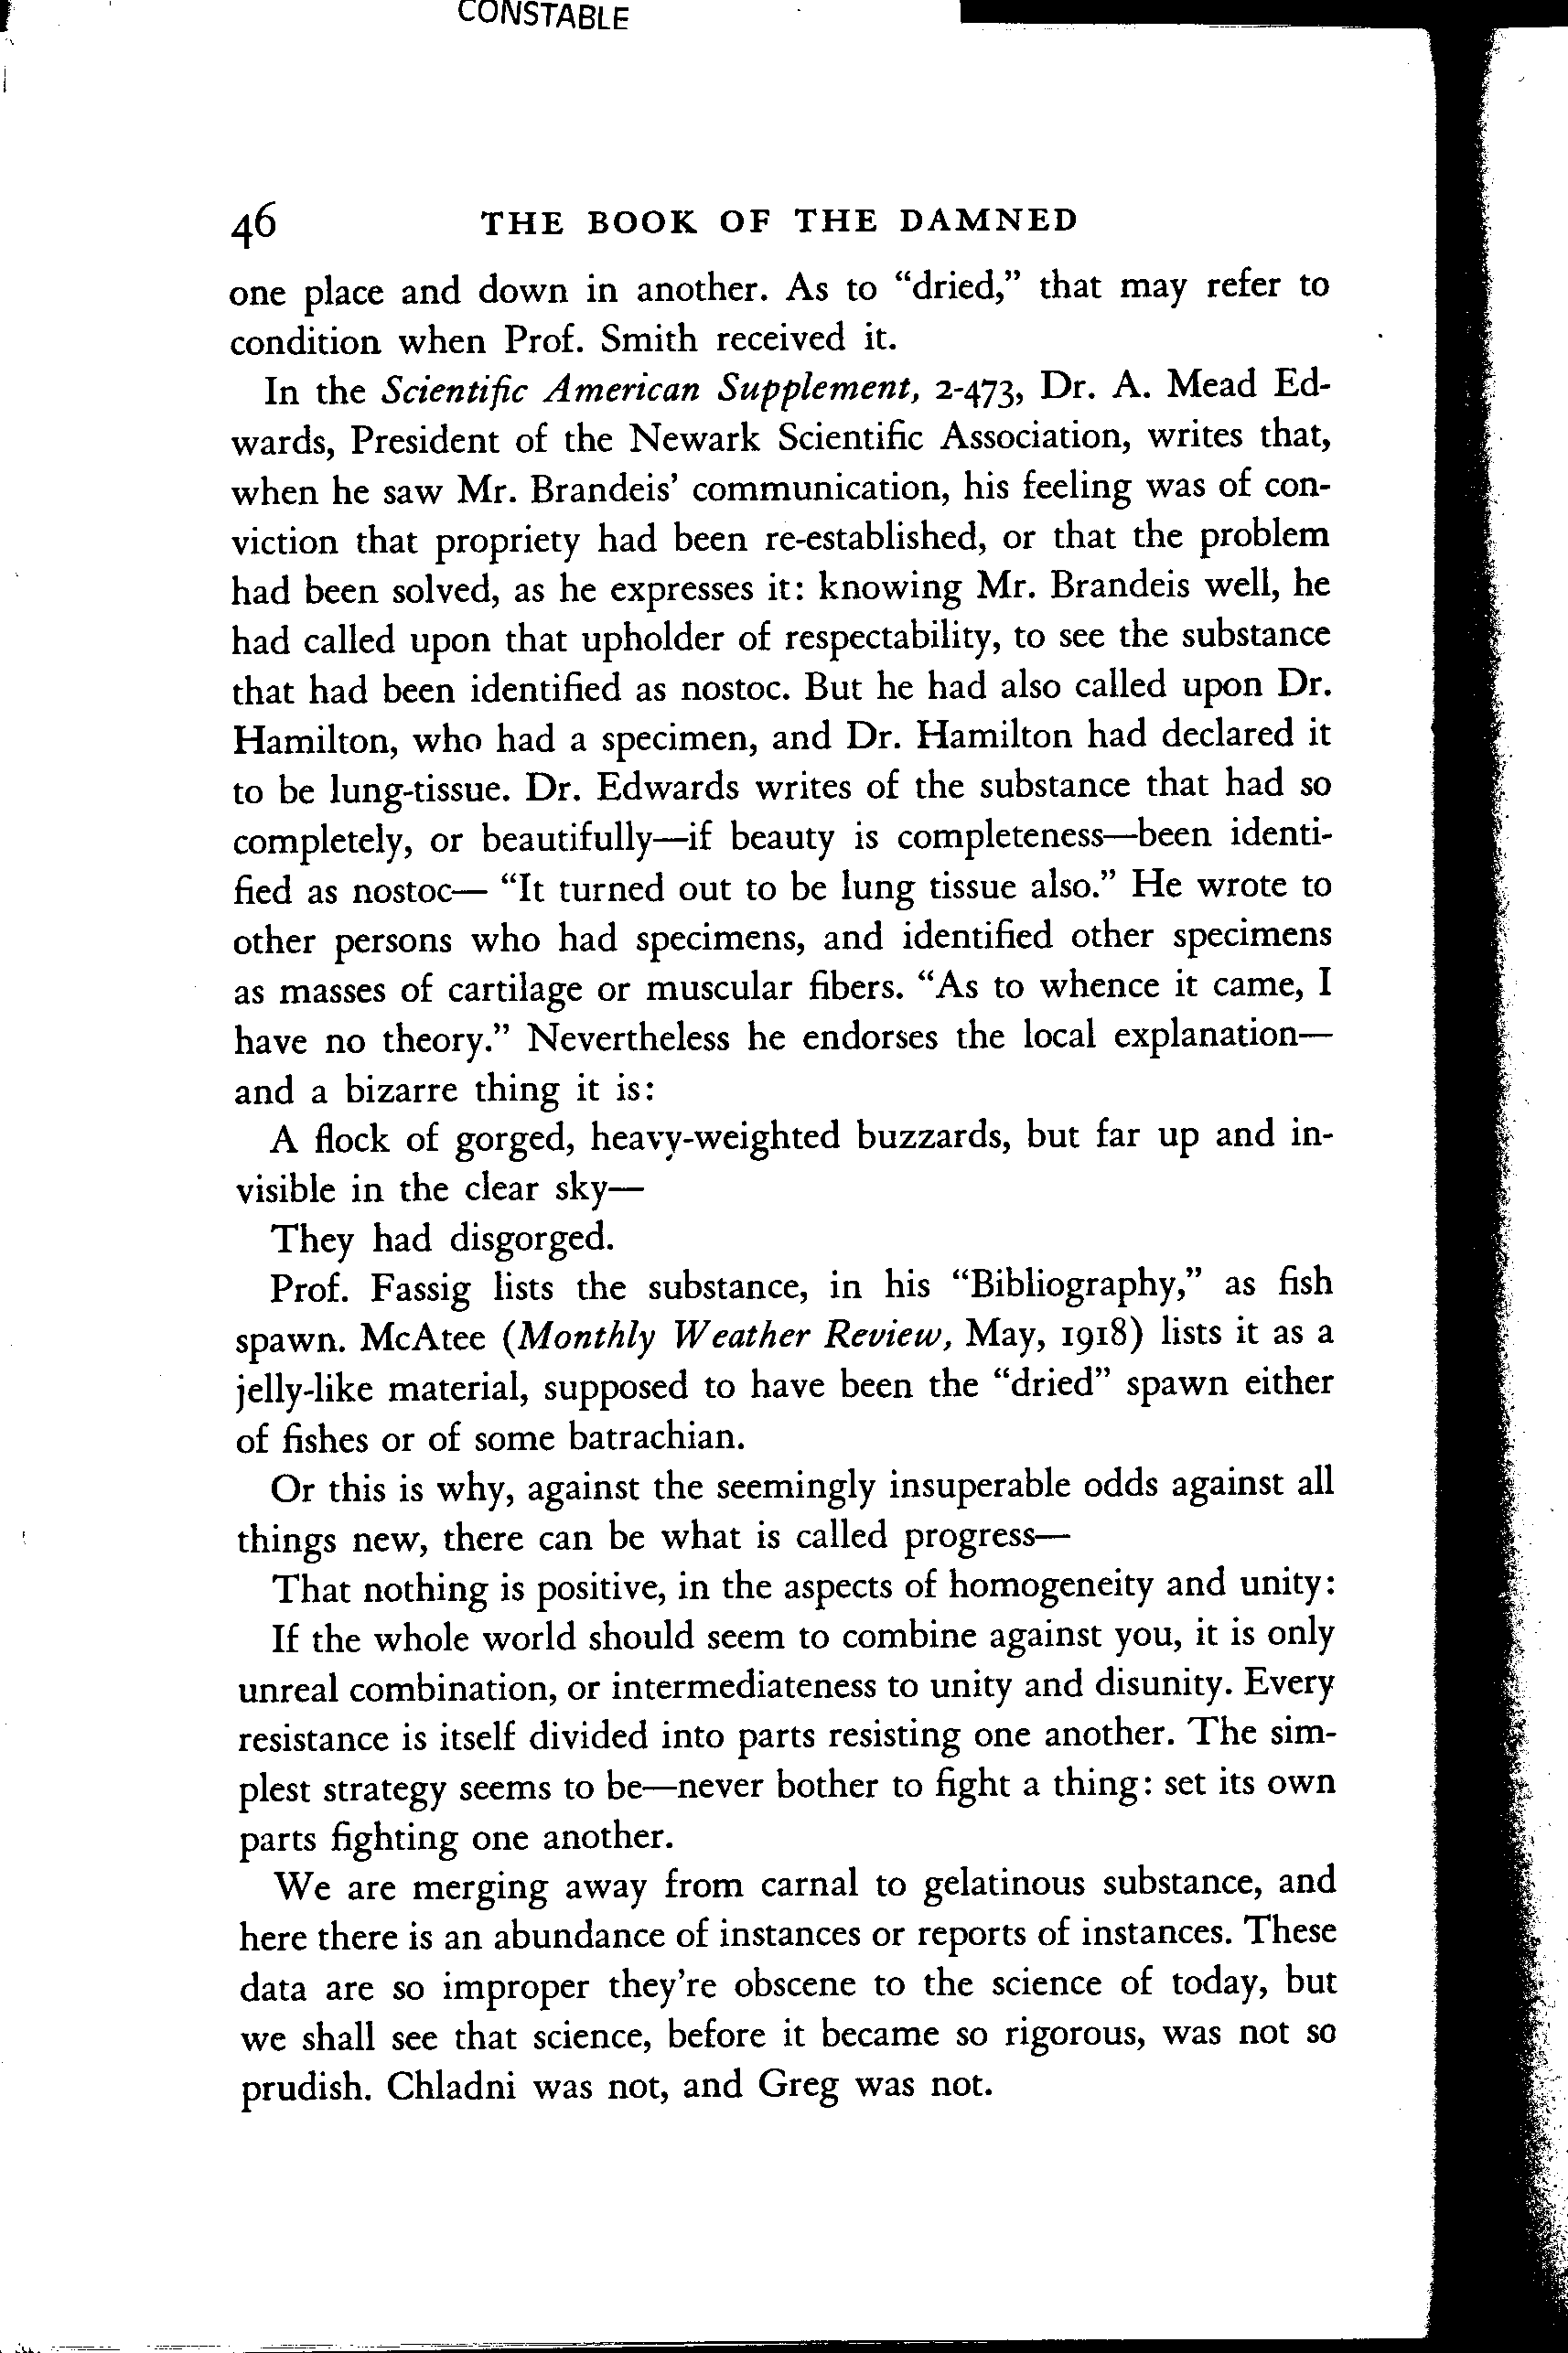 CONSTABLE
46 THE BOOK OF THE DAMNED
one place and down in another. As to “dried,” that may refer to
condition when Prof. Smith received it.
In the Scientific American Supplement, 2-473, Dr. A. Mead Ed-
wards, President of the Newark Scientific Association, writes that,
when he saw Mr. Brandeis’ communication, his feeling was of con-
viction that propriety had been re-established, or that the problem
had been solved, as he expresses it: knowing Mr. Brandeis well, he
had called upon that upholder of respectability, to see the substance
that had been identified as nostoc. But he had also called upon Dr.
Hamilton, who had a specimen, and Dr. Hamilton had declared it
to be lung-tissue. Dr. Edwards writes of the substance that had so
completely, or beautifully—if beauty is completeness—been identi-
fied as nostoc— “It turned out to be lung tissue also.” He wrote to
other persons who had specimens, and identified other specimens
as masses of cartilage or muscular fibers. “As to whence it came, I
have no theory.” Nevertheless he endorses the local explanation—
and a bizarre thing it is:
A flock of gorged, heavy-weighted buzzards, but far up and in-
visible in the clear sky—
They had disgorged.
Prof. Fassig lists the substance, in his “Bibliography,” as fish
spawn. McAtee (Monthly Weather Review, May, 1918) lists it as a
jelly-like material, supposed to have been the “dried” spawn either
of fishes or of some batrachian.
Or this is why, against the seemingly insuperable odds against all
things new, there can be what is called progress—
That nothing is positive, in the aspects of homogeneity and unity:
If the whole world should seem to combine against you, it is only
unreal combination, or intermediateness to unity and disunity. Every
resistance is itself divided into parts resisting one another. The sim-
plest strategy seems to be—never bother to fight a thing: set its own
parts fighting one another.
We are merging away from carnal to gelatinous substance, and
here there is an abundance of instances or reports of instances. These
data are so improper they’re obscene to the science of today, but
we shall see that science, before it became so rigorous, was not so
prudish. Chladni was not, and Greg was not.